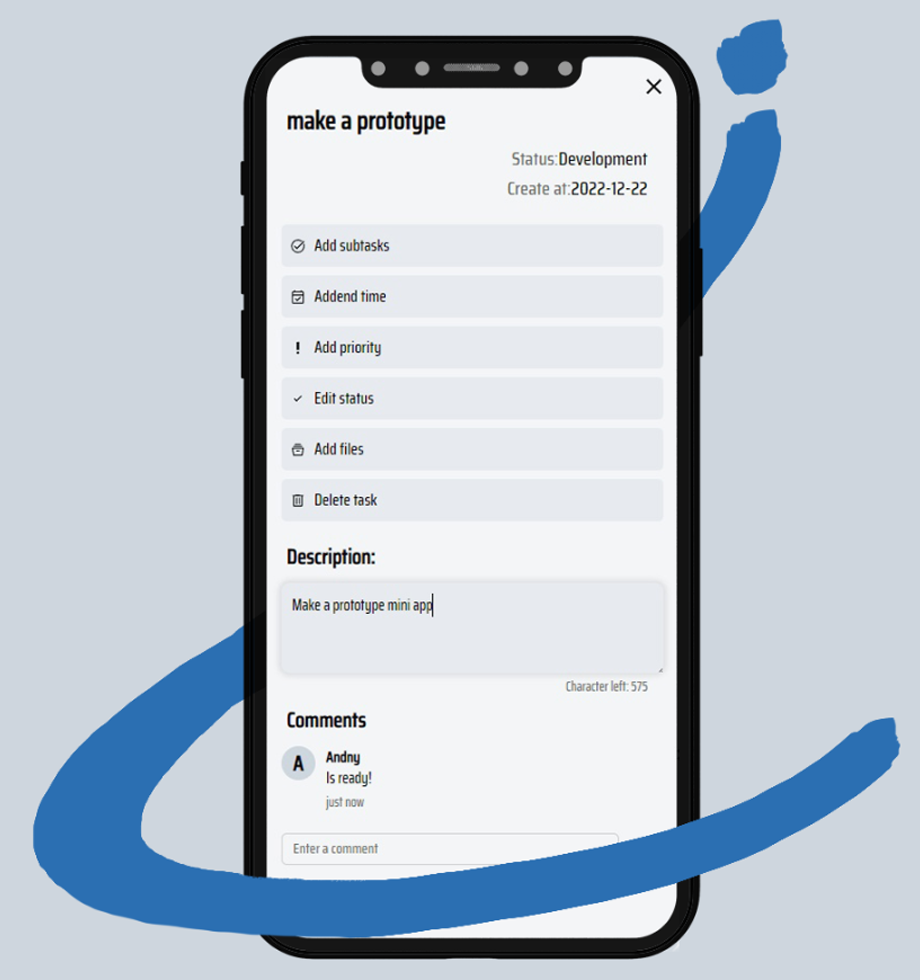 make a prototype
Status:Development
Create at:2022-12-22
Add subtasks
Addend time
Add priority
Edit status
Add files
Delete task
Description:
Make a prototype mini app
Character left: 575
Comments
A
Andny
Is ready!
just now
Enter a comment